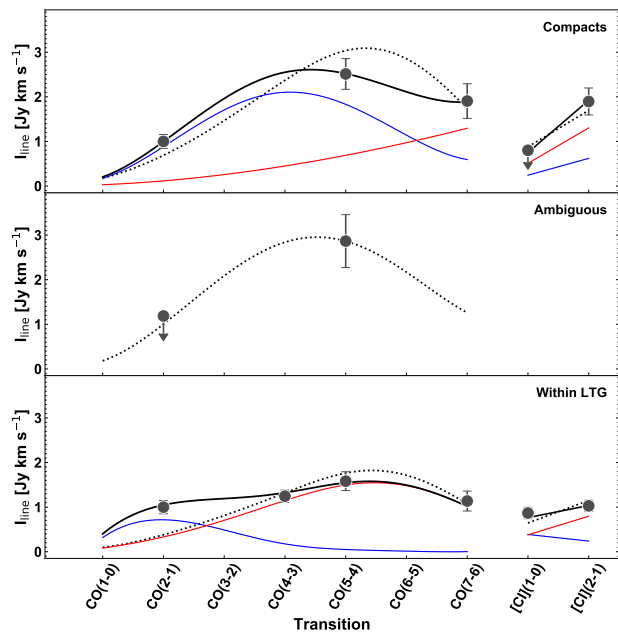 Compacts
I_line [Jy km s⁻¹]
3
2
1
0
Ambiguous
I_line [Jy km s⁻¹]
3
2
1
0
Within LTG
I_line [Jy km s⁻¹]
3
2
1
0
CO(1-0) CO(2-1) CO(3-2) CO(4-3) CO(5-4) CO(6-5) CO(7-6) [CI](1-0) [CI](2-1)
Transition